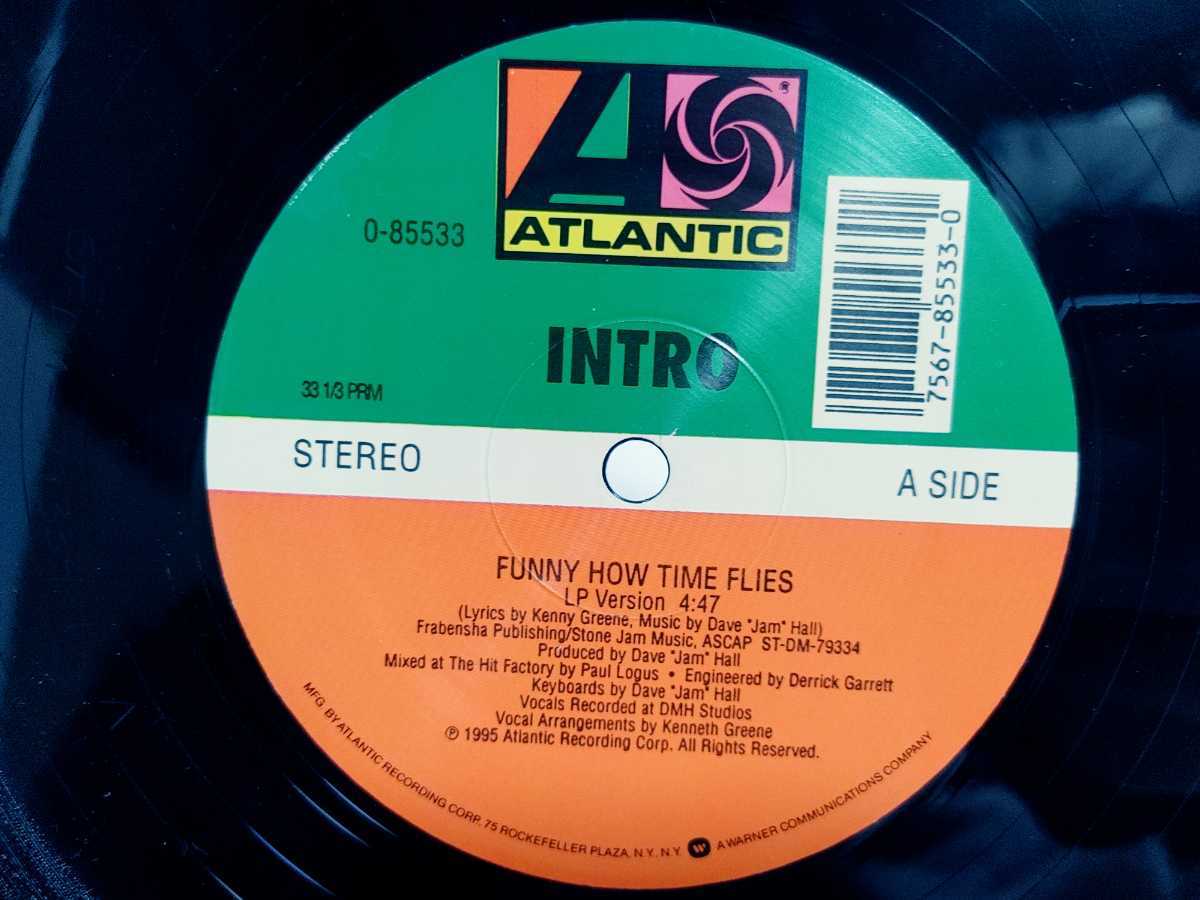 ATLANTIC
®
0-85533
7567-85533-0
INTRO
33 1/3 PRM
STEREO
A SIDE
FUNNY HOW TIME FLIES
LP Version 4:47
(Lyrics by Kenny Greene, Music by Dave "Jam" Hall)
Frabensha Publishing/Stone Jam Music, ASCAP ST-DM-79334
Produced by Dave "Jam" Hall
Mixed at The Hit Factory by Paul Logus • Engineered by Derrick Garrett
Keyboards by Dave "Jam" Hall
Vocals Recorded at DMH Studios
Vocal Arrangements by Kenneth Greene
℗ 1995 Atlantic Recording Corp. All Rights Reserved.
MFG. BY ATLANTIC RECORDING CORP. 75 ROCKEFELLER PLAZA, N.Y., N.Y. W A WARNER COMMUNICATIONS COMPANY